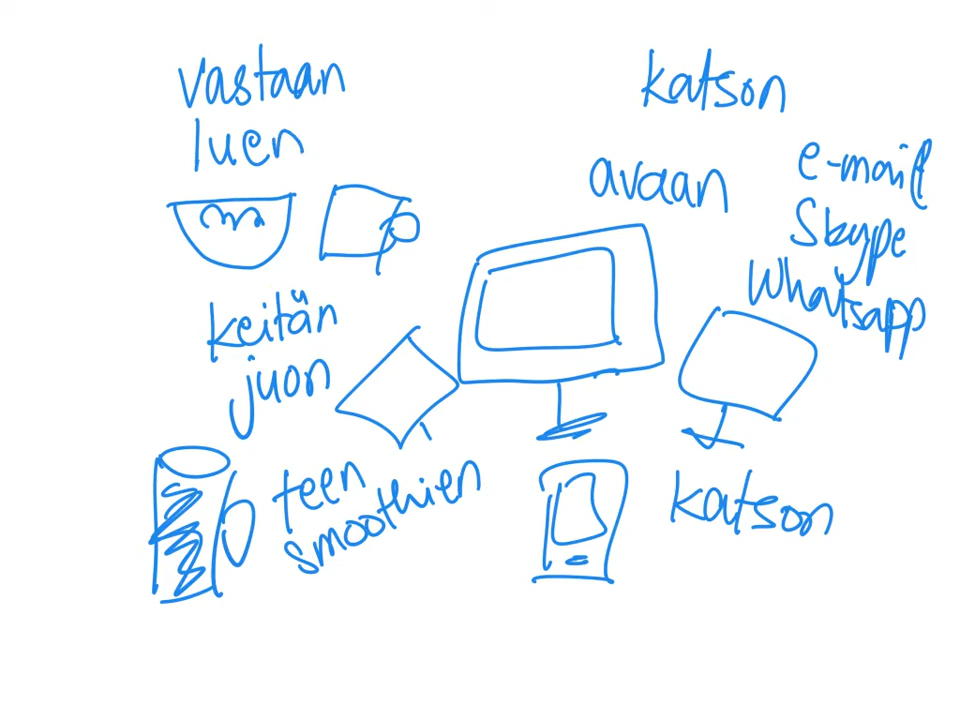 vastaan
luen
katson
avaan
e-mail
Skype
Whatsapp
keitän
juon
teen
smoothien
katson